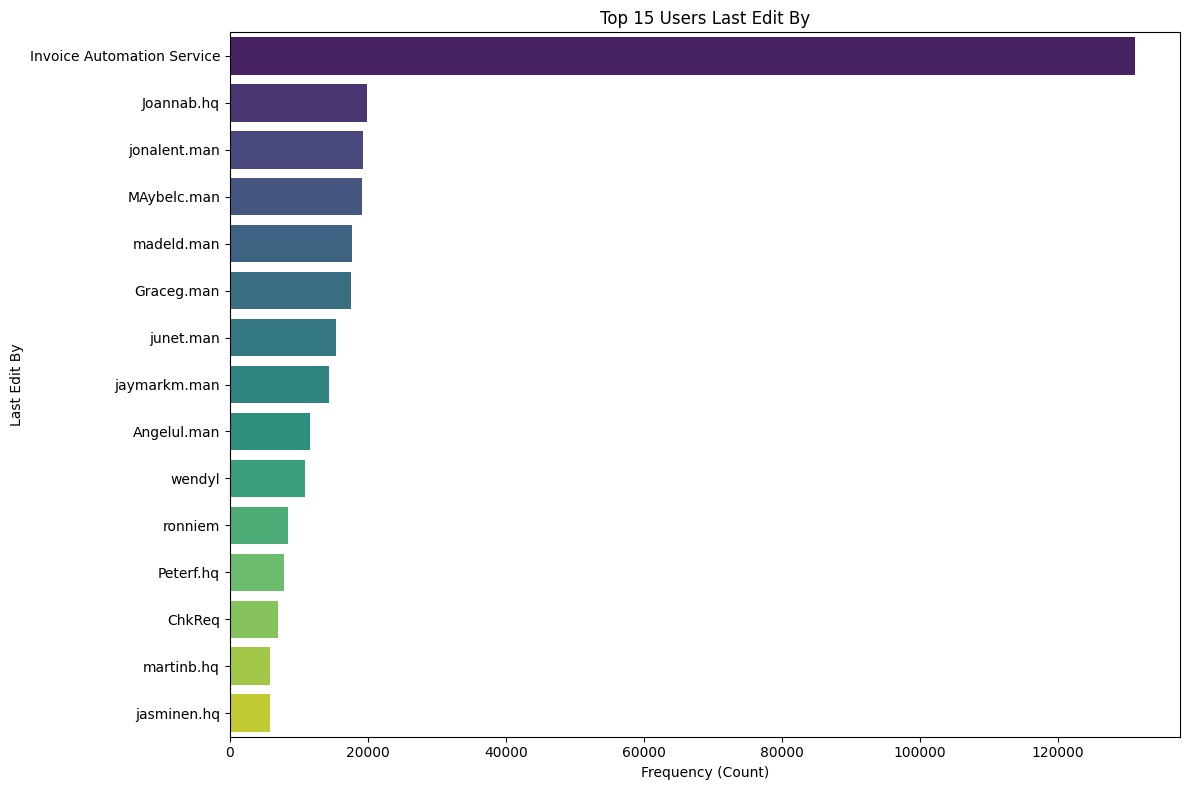 Top 15 Users Last Edit By
Invoice Automation Service
Joannab.hq
jonalent.man
MAybelc.man
madeld.man
Graceg.man
junet.man
jaymarkm.man
Angelul.man
wendyl
ronniem
Peterf.hq
ChkReq
martinb.hq
jasminen.hq
Last Edit By
0 20000 40000 60000 80000 100000 120000
Frequency (Count)